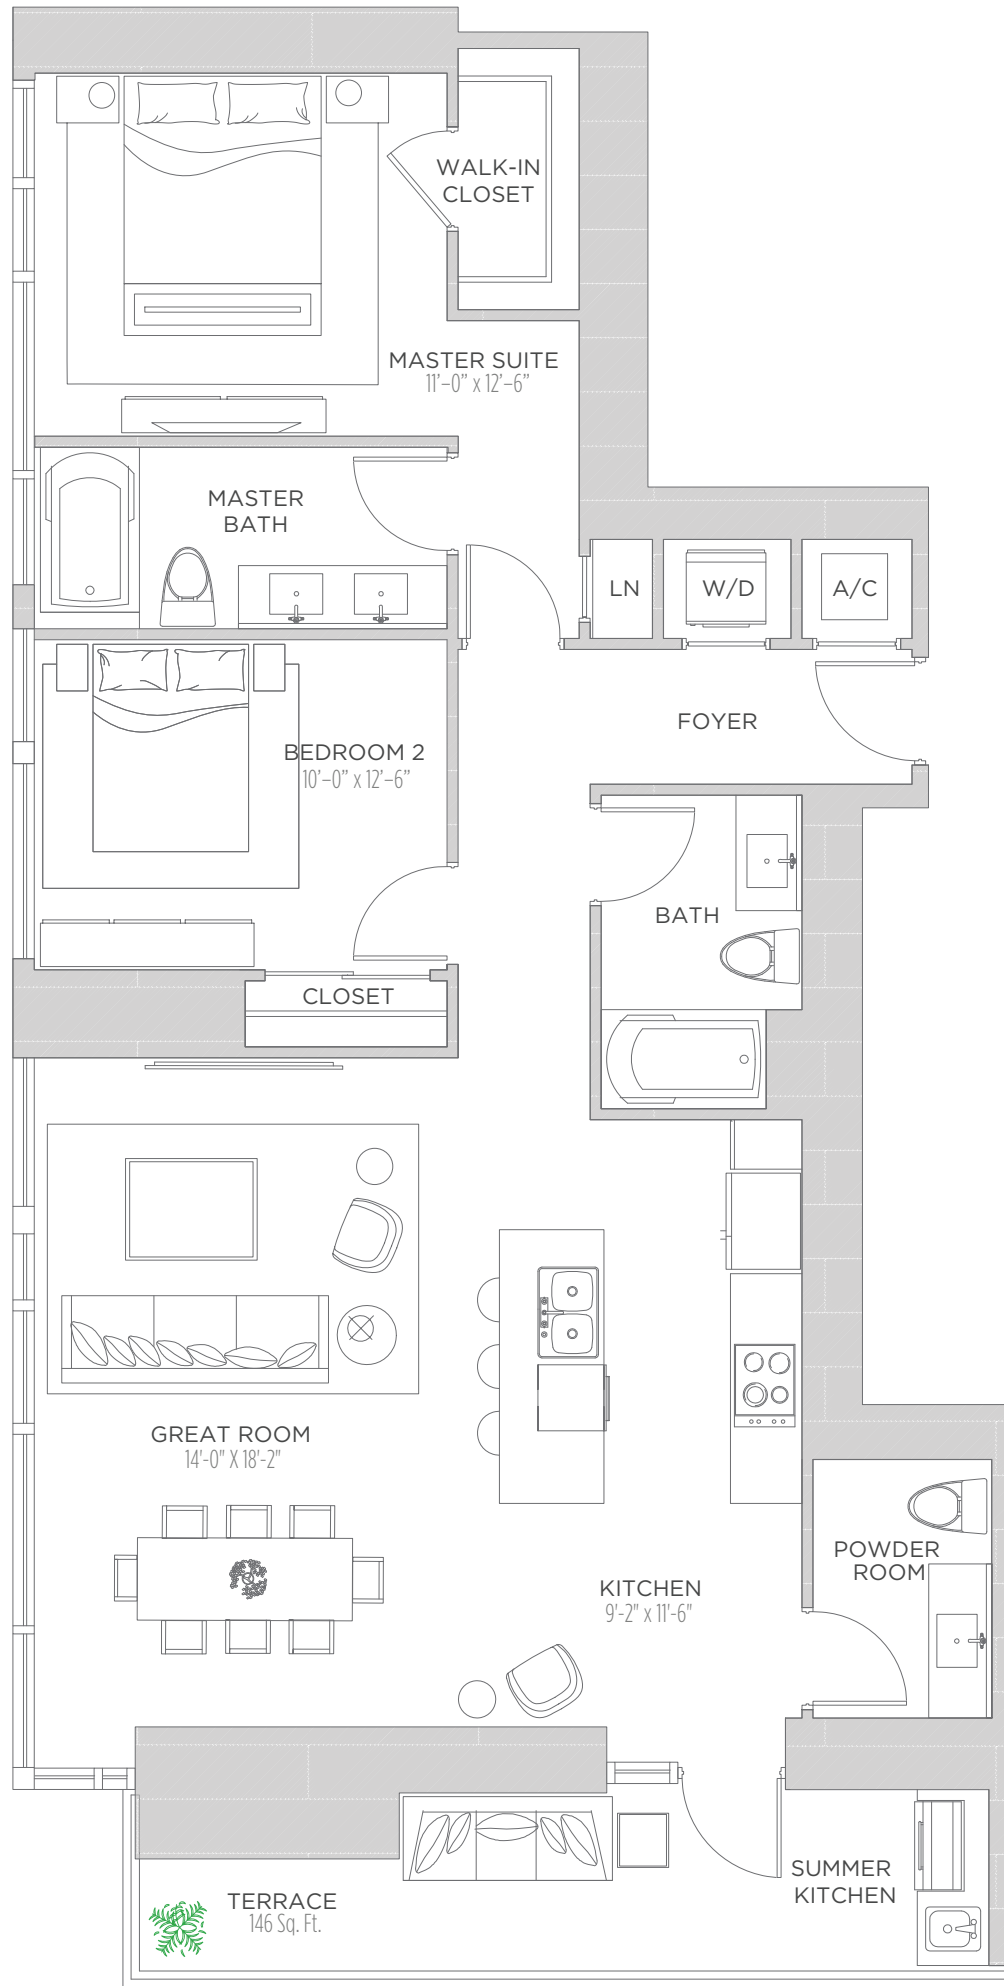 WALK-IN
CLOSET
MASTER SUITE
11'–0" x 12'–6"
MASTER
BATH
LN
W/D
A/C
FOYER
BEDROOM 2
10'–0" x 12'–6"
BATH
CLOSET
GREAT ROOM
14'-0" X 18'-2"
POWDER
ROOM
KITCHEN
9'-2" x 11'-6"
SUMMER
KITCHEN
TERRACE
146 Sq. Ft.